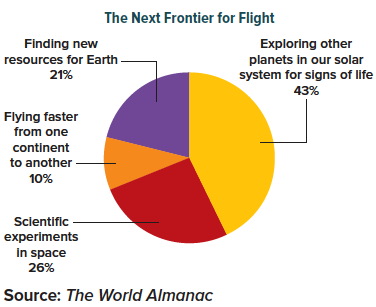 The Next Frontier for Flight
Finding new
resources for Earth
21%
Exploring other
planets in our solar
system for signs of life
43%
Flying faster
from one
continent
to another
10%
Scientific
experiments
in space
26%
Source: The World Almanac